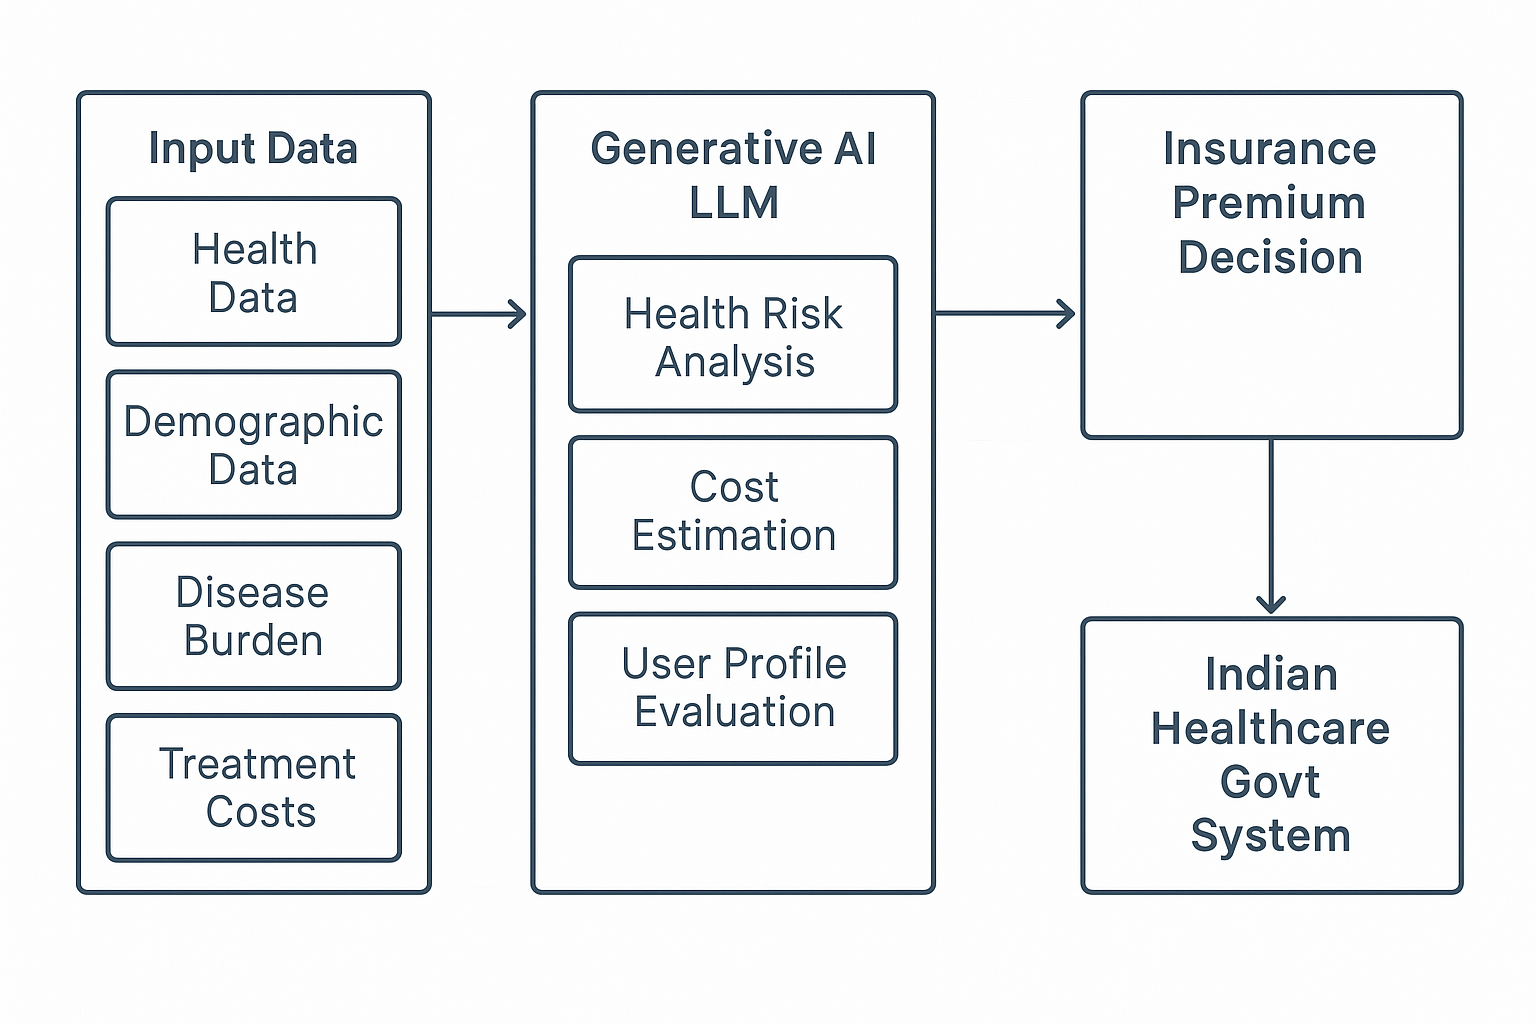 Input Data
Health
Data
Demographic
Data
Disease
Burden
Treatment
Costs
Generative AI
LLM
Health Risk
Analysis
Cost
Estimation
User Profile
Evaluation
Insurance
Premium
Decision
Indian
Healthcare
Govt
System